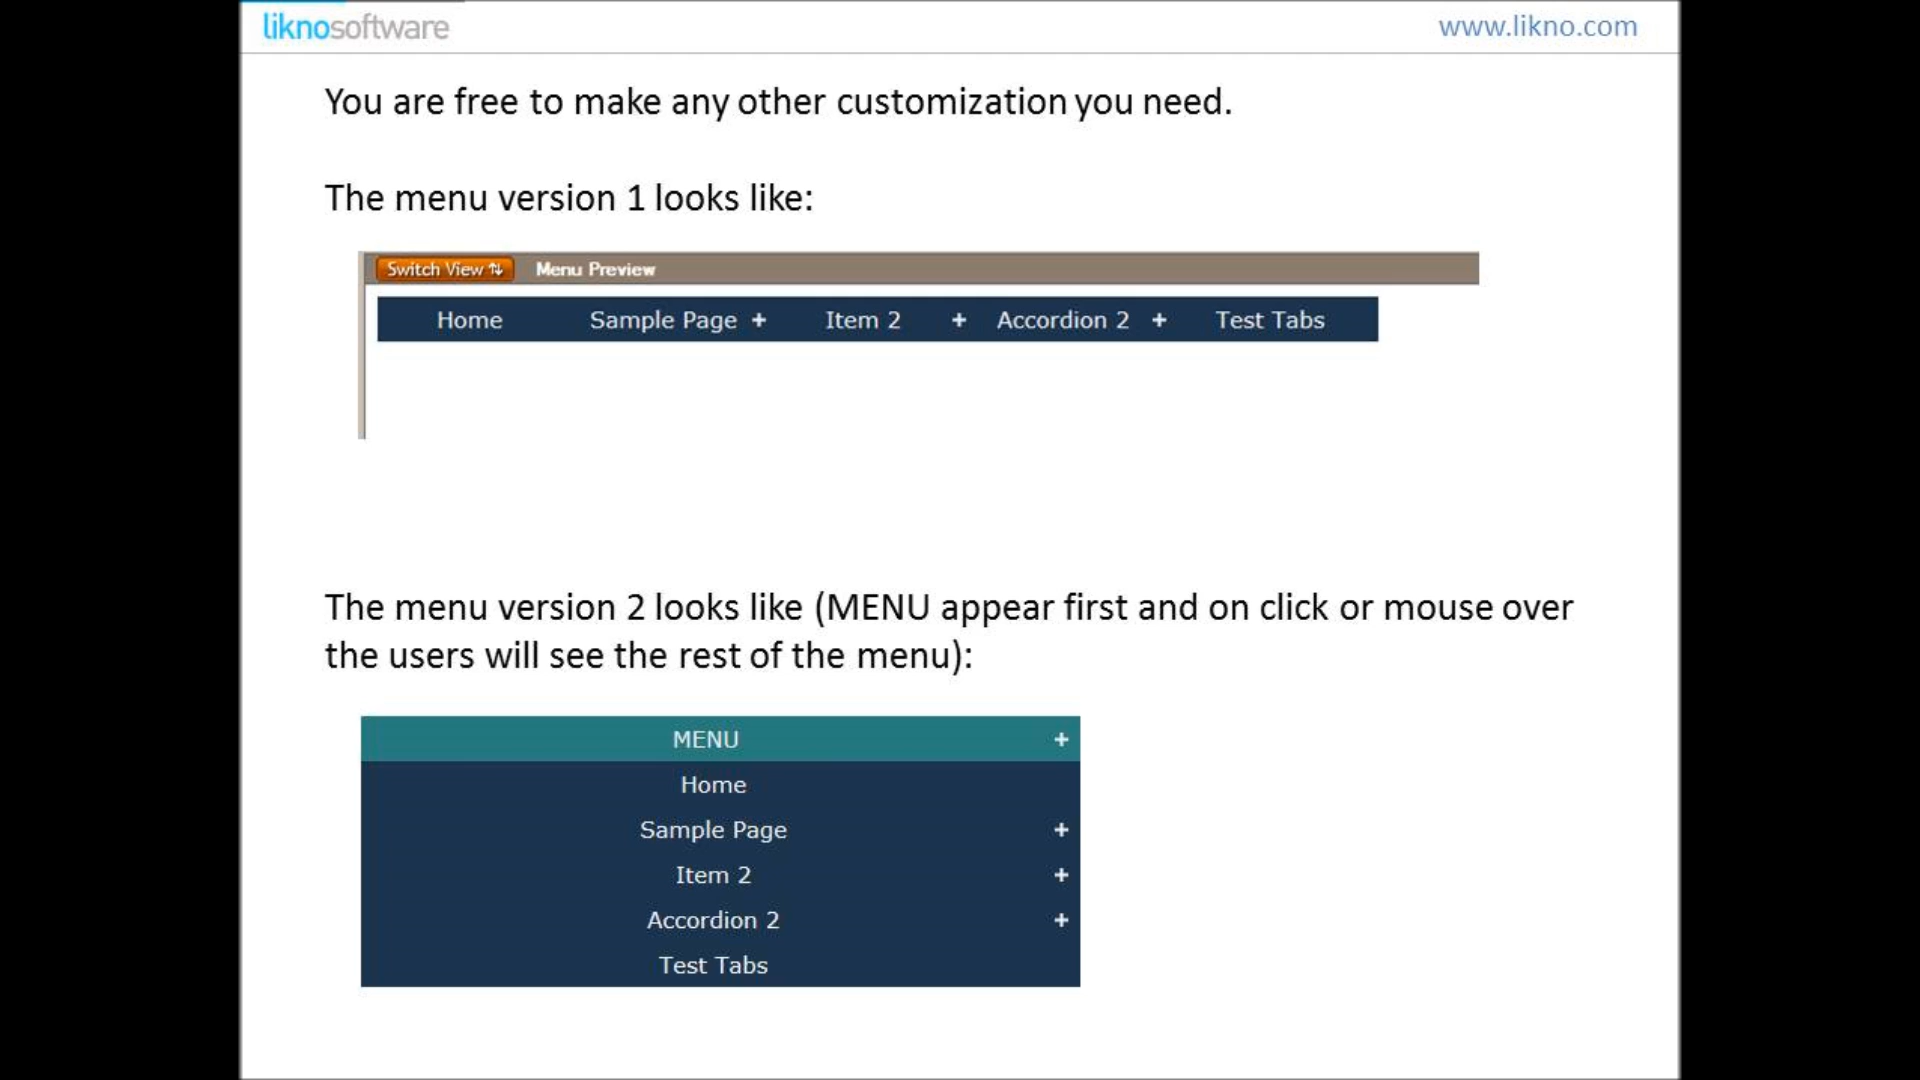 liknosoftware
www.likno.com
You are free to make any other customization you need.
The menu version 1 looks like:
Switch View ⇅ Menu Preview
Home Sample Page + Item 2 + Accordion 2 + Test Tabs
The menu version 2 looks like (MENU appear first and on click or mouse over
the users will see the rest of the menu):
MENU +
Home
Sample Page +
Item 2 +
Accordion 2 +
Test Tabs